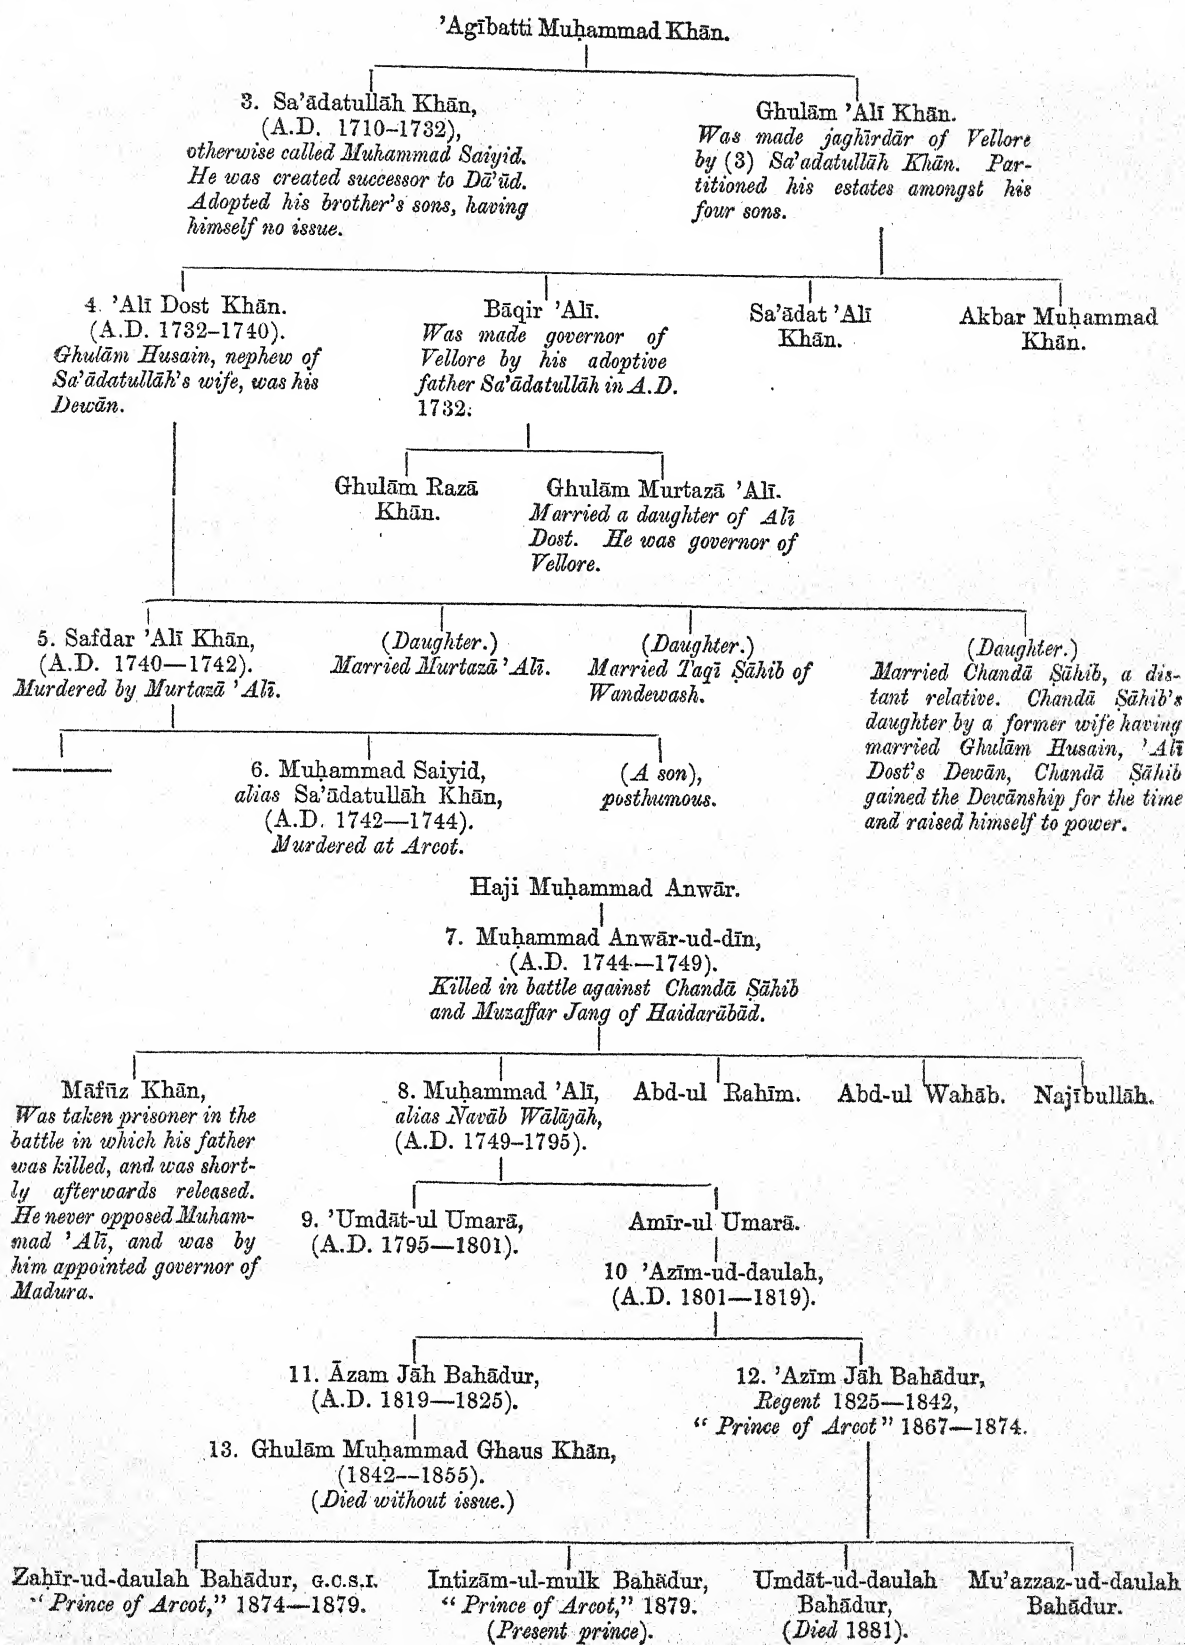 ’Agībatti Muḥammad Khān.
3. Sa’ādatullāh Khān,
(A.D. 1710–1732),
otherwise called Muhammad Saiyid.
He was created successor to Dā’ūd.
Adopted his brother’s sons, having
himself no issue.
Ghulām ’Alī Khān.
Was made jaghīrdār of Vellore
by (3) Sa’adatullāh Khān. Par-
titioned his estates amongst his
four sons.
4. ’Alī Dost Khān.
(A.D. 1732–1740).
Ghulām Husain, nephew of
Sa’ādatullāh’s wife, was his
Dewān.
Bāqir ’Alī.
Was made governor of
Vellore by his adoptive
father Sa’ādatullāh in A.D.
1732.
Sa’ādat ’Alī
Khān.
Akbar Muḥammad
Khān.
Ghulām Razā
Khān.
Ghulām Murtazā ’Alī.
Married a daughter of Alī
Dost. He was governor of
Vellore.
5. Safdar ’Alī Khān,
(A.D. 1740—1742).
Murdered by Murtazā ’Alī.
(Daughter.)
Married Murtazā ’Alī.
(Daughter.)
Married Taqī Ṣāhib of
Wandewash.
(Daughter.)
Married Chandā Ṣāhib, a dis-
tant relative. Chandā Ṣāhib’s
daughter by a former wife having
married Ghulām Husain, ’Alī
Dost’s Dewān, Chandā Ṣāhib
gained the Dewānship for the time
and raised himself to power.
6. Muḥammad Saiyid,
alias Sa’ādatullāh Khān,
(A.D. 1742—1744).
Murdered at Arcot.
(A son),
posthumous.
Haji Muḥammad Anwār.
7. Muḥammad Anwār-ud-dīn,
(A.D. 1744—1749).
Killed in battle against Chandā Ṣāhib
and Muzaffar Jang of Haidarābād.
Māfūz Khān,
Was taken prisoner in the
battle in which his father
was killed, and was short-
ly afterwards released.
He never opposed Muham-
mad ’Alī, and was by
him appointed governor of
Madura.
8. Muḥammad ’Alī,
alias Navāb Wālājāh,
(A.D. 1749–1795).
Abd-ul Rahīm.
Abd-ul Wahāb.
Najībullāh.
9. ’Umdāt-ul Umarā,
(A.D. 1795—1801).
Amīr-ul Umarā.
10 ’Azīm-ud-daulah,
(A.D. 1801—1819).
11. Āzam Jāh Bahādur,
(A.D. 1819—1825).
12. ’Azīm Jāh Bahādur,
Regent 1825—1842,
“Prince of Arcot” 1867—1874.
13. Ghulām Muḥammad Ghaus Khān,
(1842—1855).
(Died without issue.)
Zahīr-ud-daulah Bahādur, G.C.S.I.
“Prince of Arcot,” 1874—1879.
Intizām-ul-mulk Bahādur,
“Prince of Arcot,” 1879.
(Present prince).
Umdāt-ud-daulah
Bahādur,
(Died 1881).
Mu’azzaz-ud-daulah
Bahādur.